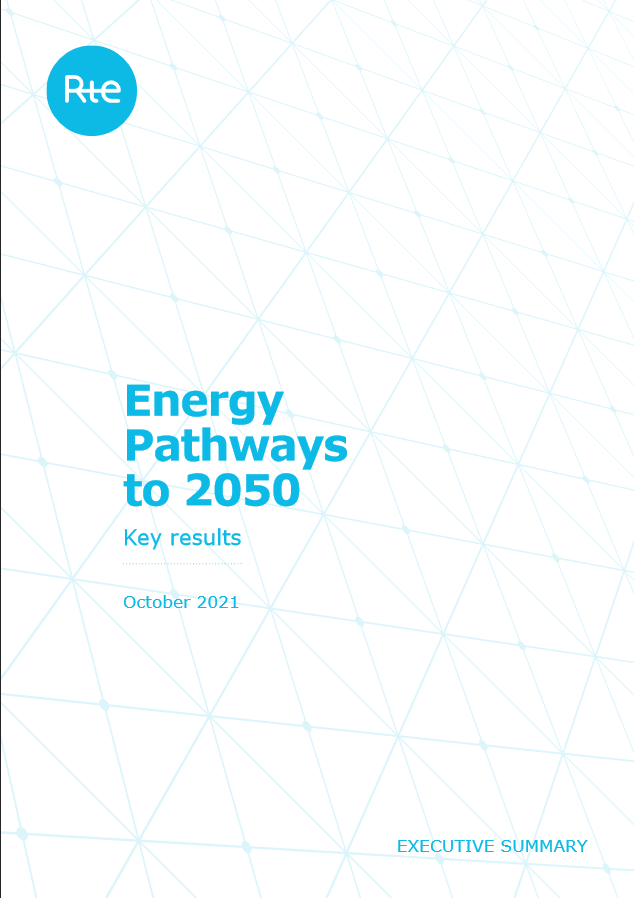 Rte
Energy
Pathways
to 2050
Key results
October 2021
EXECUTIVE SUMMARY